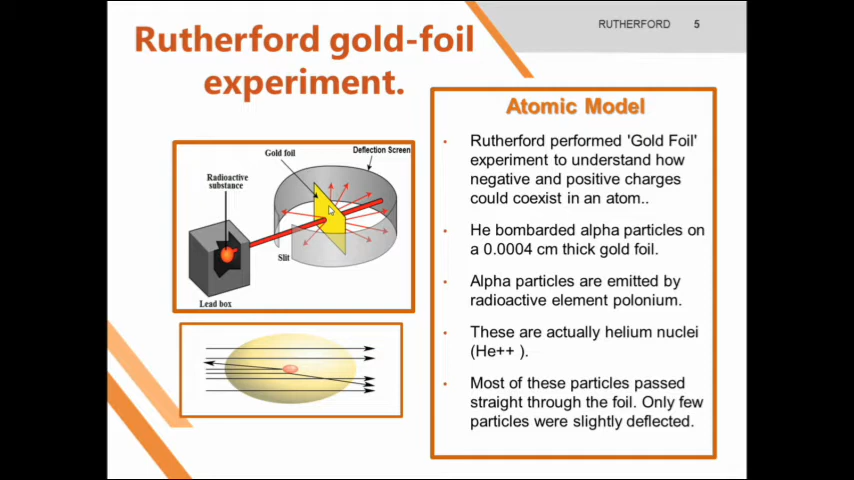 RUTHERFORD 5
Rutherford gold-foil
experiment.
Gold foil
Deflection Screen
Radioactive
substance
Slit
Lead box
Atomic Model
• Rutherford performed 'Gold Foil'
experiment to understand how
negative and positive charges
could coexist in an atom..
• He bombarded alpha particles on
a 0.0004 cm thick gold foil.
• Alpha particles are emitted by
radioactive element polonium.
• These are actually helium nuclei
(He++ ).
• Most of these particles passed
straight through the foil. Only few
particles were slightly deflected.